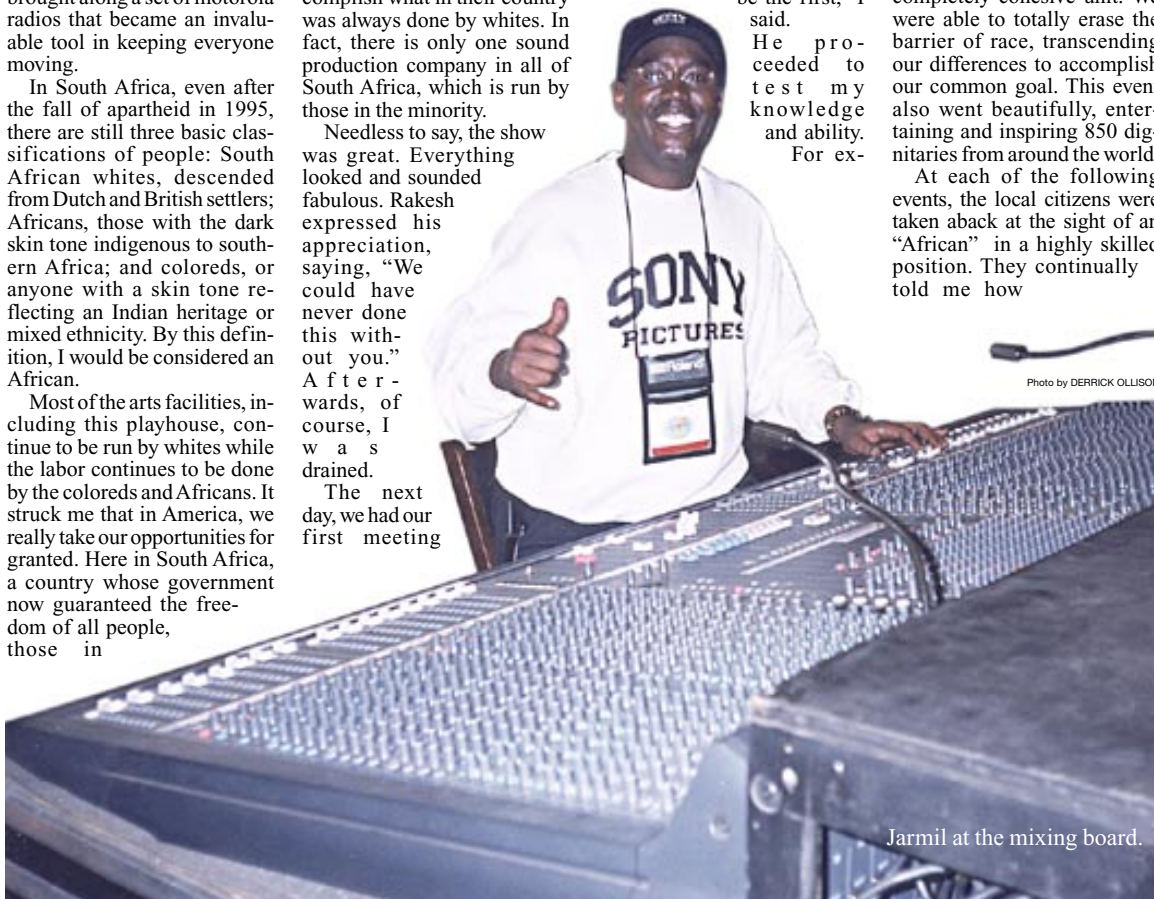 brought along a set of motorola
radios that became an invalu-
able tool in keeping everyone
moving.
In South Africa, even after
the fall of apartheid in 1995,
there are still three basic clas-
sifications of people: South
African whites, descended
from Dutch and British settlers;
Africans, those with the dark
skin tone indigenous to south-
ern Africa; and coloreds, or
anyone with a skin tone re-
flecting an Indian heritage or
mixed ethnicity. By this defin-
ition, I would be considered an
African.
Most of the arts facilities, in-
cluding this playhouse, con-
tinue to be run by whites while
the labor continues to be done
by the coloreds and Africans. It
struck me that in America, we
really take our opportunities for
granted. Here in South Africa,
a country whose government
now guaranteed the free-
dom of all people,
those in
complish what in their country
was always done by whites. In
fact, there is only one sound
production company in all of
South Africa, which is run by
those in the minority.
Needless to say, the show
was great. Everything
looked and sounded
fabulous. Rakesh
expressed his
appreciation,
saying, “We
could have
never done
this with-
out you.”
After-
wards, of
course, I
was
drained.
The next
day, we had our
first meeting
be the first,” I
said.
He pro-
ceeded to
test my
knowledge
and ability.
For ex-
completely cohesive unit. We
were able to totally erase the
barrier of race, transcending
our differences to accomplish
our common goal. This event
also went beautifully, enter-
taining and inspiring 850 dig-
nitaries from around the world.
At each of the following
events, the local citizens were
taken aback at the sight of an
“African” in a highly skilled
position. They continually
told me how
SONY
PICTURES
Photo by DERRICK OLLISON
Jarmil at the mixing board.